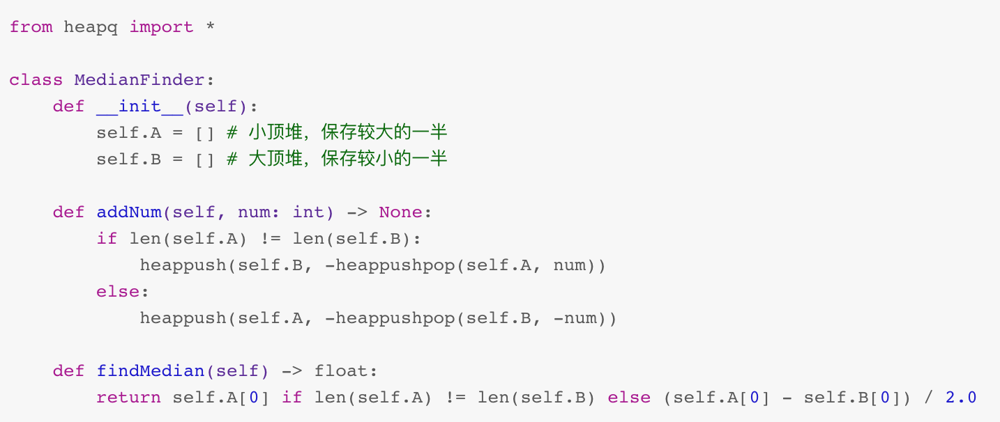 from heapq import *

class MedianFinder:
    def __init__(self):
        self.A = [] # 小顶堆，保存较大的一半
        self.B = [] # 大顶堆，保存较小的一半

    def addNum(self, num: int) -> None:
        if len(self.A) != len(self.B):
            heappush(self.B, -heappushpop(self.A, num))
        else:
            heappush(self.A, -heappushpop(self.B, -num))

    def findMedian(self) -> float:
        return self.A[0] if len(self.A) != len(self.B) else (self.A[0] - self.B[0]) / 2.0